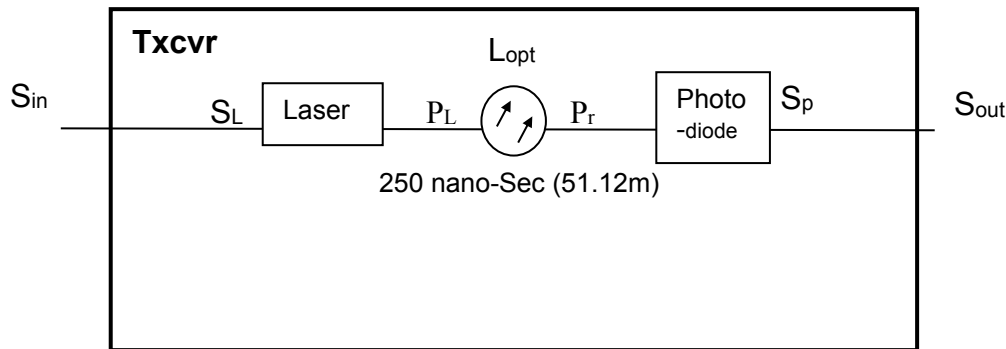 Txcvr
Lopt
Sin
SL
Laser
PL
Pr
Photo
-diode
Sp
Sout
250 nano-Sec (51.12m)